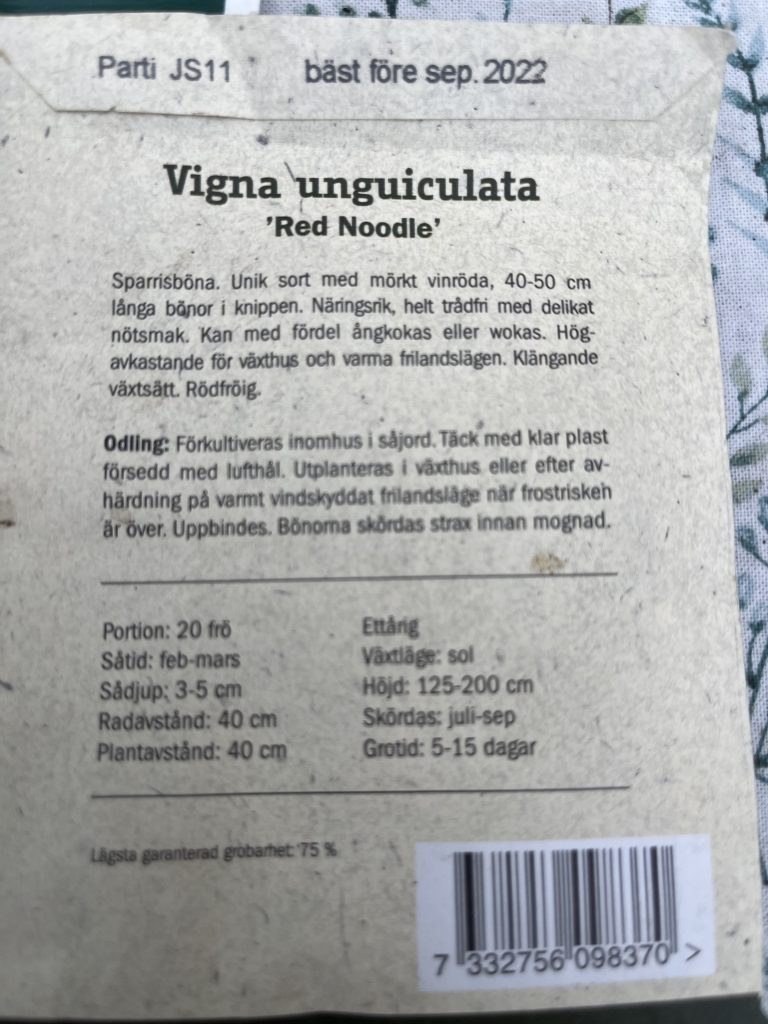 Parti JS11 bäst före sep. 2022
Vigna unguiculata
'Red Noodle'
Sparrisböna. Unik sort med mörkt vinröda, 40-50 cm
långa bönor i knippen. Näringsrik, helt trådfri med delikat
nötsmak. Kan med fördel ångkokas eller wokas. Hög-
avkastande för växthus och varma frilandslägen. Klängande
växtsätt. Rödfröig.
Odling: Förkultiveras inomhus i såjord. Täck med klar plast
försedd med lufthål. Utplanteras i växthus eller efter av-
härdning på varmt vindskyddat frilandsläge när frostrisken
är över. Uppbindes. Bönorna skördas strax innan mognad.
Portion: 20 frö
Såtid: feb-mars
Sådjup: 3-5 cm
Radavstånd: 40 cm
Plantavstånd: 40 cm
Ettårig
Växtläge: sol
Höjd: 125-200 cm
Skördas: juli-sep
Grotid: 5-15 dagar
Lägsta garanterad grobarhet: 75 %
7 332756 098370 >